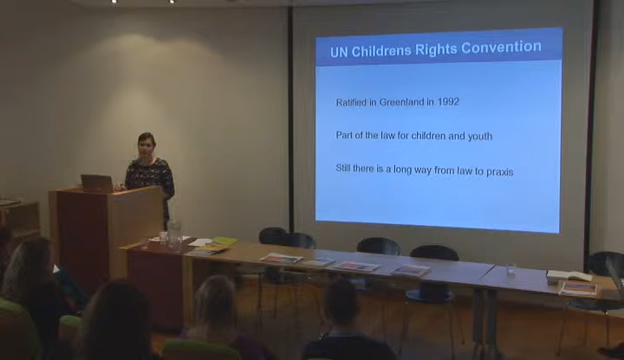 UN Childrens Rights Convention
Ratified in Greenland in 1992
Part of the law for children and youth
Still there is a long way from law to praxis